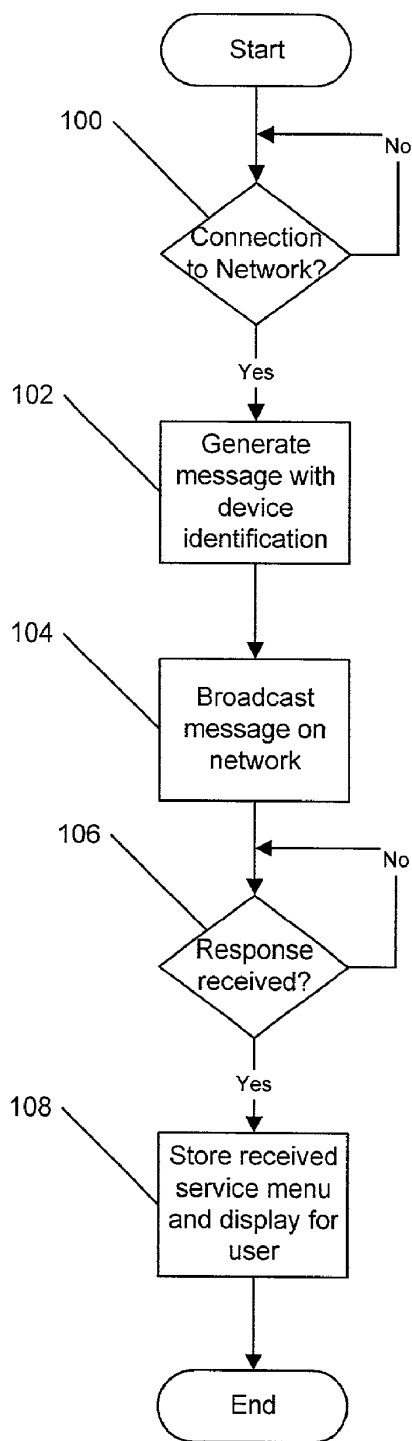 Start
100
No
Connection
to Network?
Yes
102
Generate
message with
device
identification
104
Broadcast
message on
network
106
No
Response
received?
Yes
108
Store received
service menu
and display for
user
End